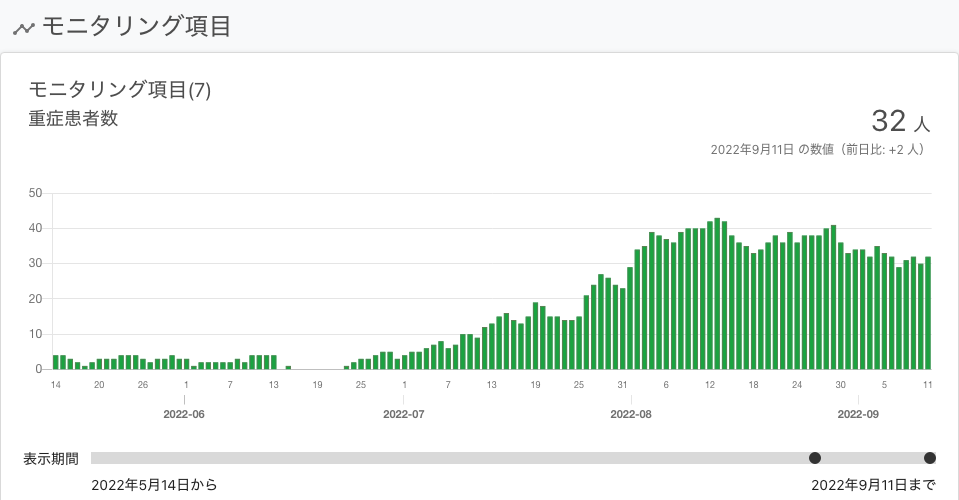 モニタリング項目
モニタリング項目(7)
重症患者数
32 人
2022年9月11日 の数値（前日比: +2 人）
50
40
30
20
10
0
14 20 26 1 7 13 19 25 1 7 13 19 25 31 6 12 18 24 30 5 11
2022-06 2022-07 2022-08 2022-09
表示期間
2022年5月14日から 2022年9月11日まで